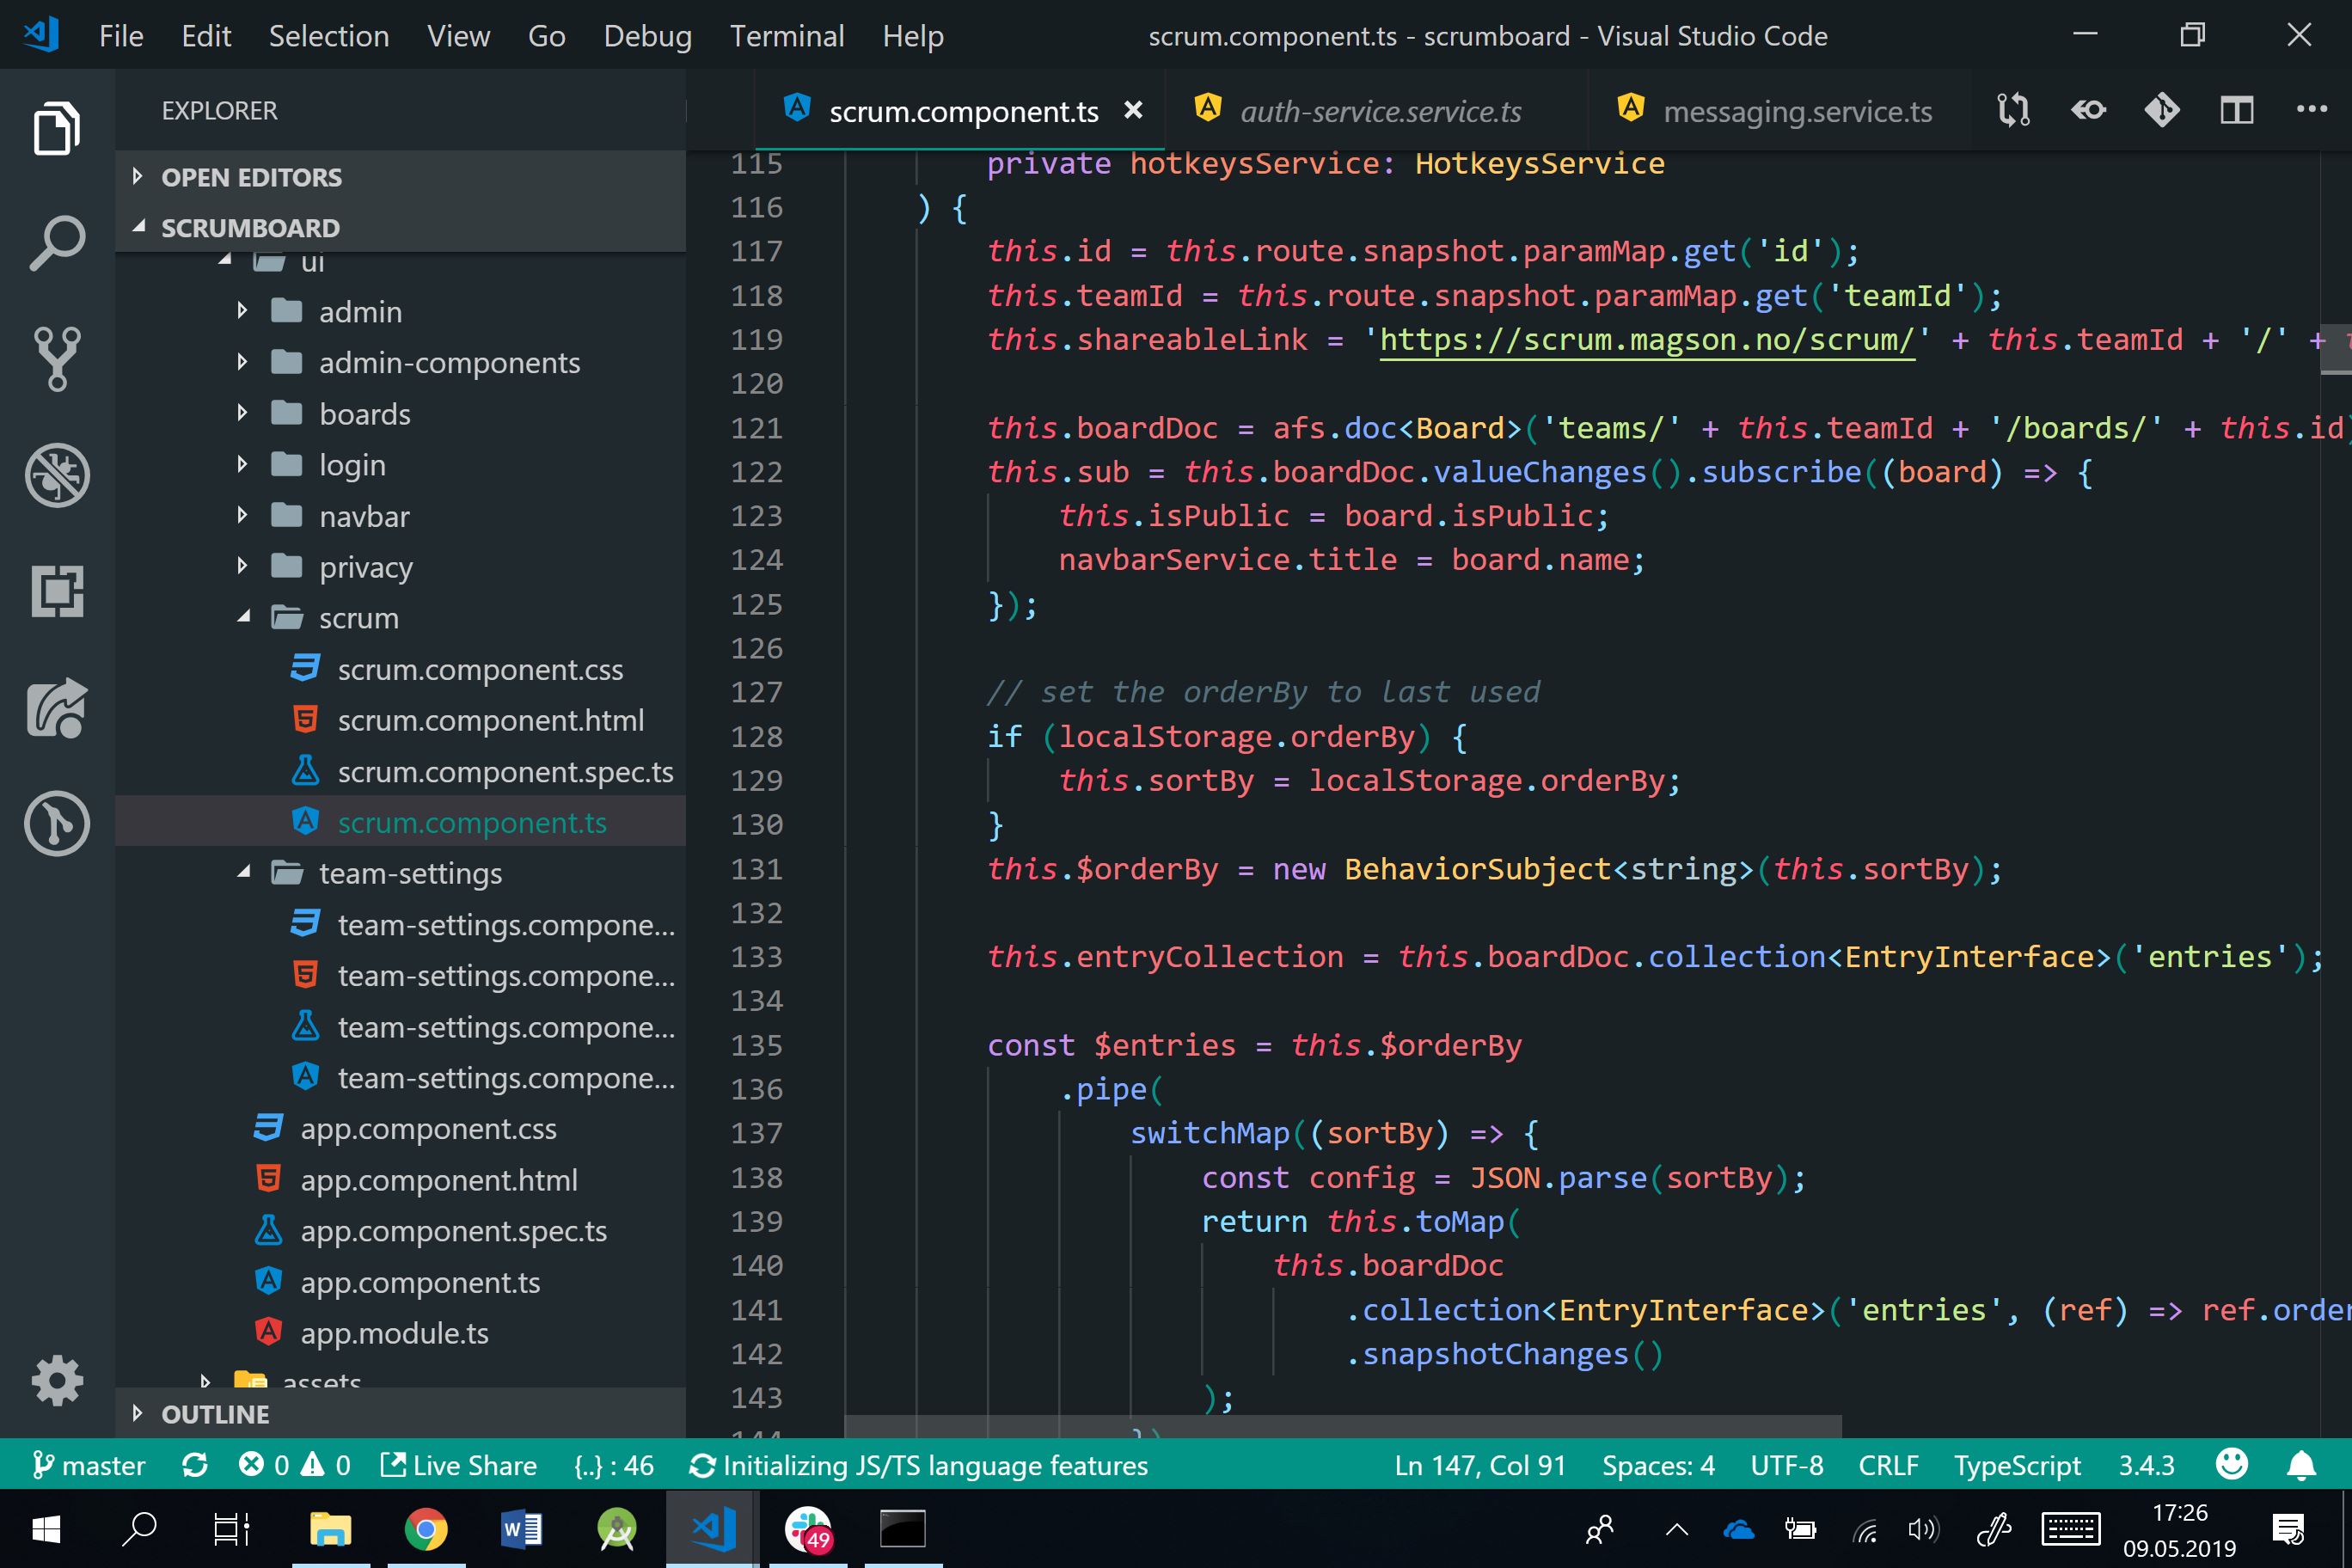 File Edit Selection View Go Debug Terminal Help scrum.component.ts - scrumboard - Visual Studio Code
EXPLORER
OPEN EDITORS
SCRUMBOARD
ui
admin
admin-components
boards
login
navbar
privacy
scrum
scrum.component.css
scrum.component.html
scrum.component.spec.ts
scrum.component.ts
team-settings
team-settings.compone...
team-settings.compone...
team-settings.compone...
team-settings.compone...
app.component.css
app.component.html
app.component.spec.ts
app.component.ts
app.module.ts
assets
OUTLINE
scrum.component.ts auth-service.service.ts messaging.service.ts
115 private hotkeysService: HotkeysService
116 ) {
117 this.id = this.route.snapshot.paramMap.get('id');
118 this.teamId = this.route.snapshot.paramMap.get('teamId');
119 this.shareableLink = 'https://scrum.magson.no/scrum/' + this.teamId + '/' +
120
121 this.boardDoc = afs.doc<Board>('teams/' + this.teamId + '/boards/' + this.id
122 this.sub = this.boardDoc.valueChanges().subscribe((board) => {
123 this.isPublic = board.isPublic;
124 navbarService.title = board.name;
125 });
126
127 // set the orderBy to last used
128 if (localStorage.orderBy) {
129 this.sortBy = localStorage.orderBy;
130 }
131 this.$orderBy = new BehaviorSubject<string>(this.sortBy);
132
133 this.entryCollection = this.boardDoc.collection<EntryInterface>('entries');
134
135 const $entries = this.$orderBy
136 .pipe(
137 switchMap((sortBy) => {
138 const config = JSON.parse(sortBy);
139 return this.toMap(
140 this.boardDoc
141 .collection<EntryInterface>('entries', (ref) => ref.order
142 .snapshotChanges()
143 );
144 })
master 0 0 Live Share {..} : 46 Initializing JS/TS language features Ln 147, Col 91 Spaces: 4 UTF-8 CRLF TypeScript 3.4.3
49
17:26
09.05.2019